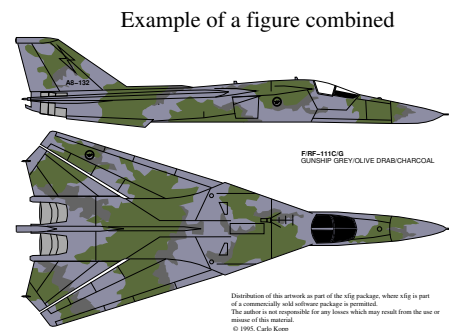 Example of a figure combined
A8-132
F/RF-111C/G
GUNSHIP GREY/OLIVE DRAB/CHARCOAL
Distribution of this artwork as part of the xfig package, where xfig is part
of a commercially sold software package is permitted.
The author is not responsible for any losses which may result from the use or
misuse of this material.
© 1995. Carlo Kopp